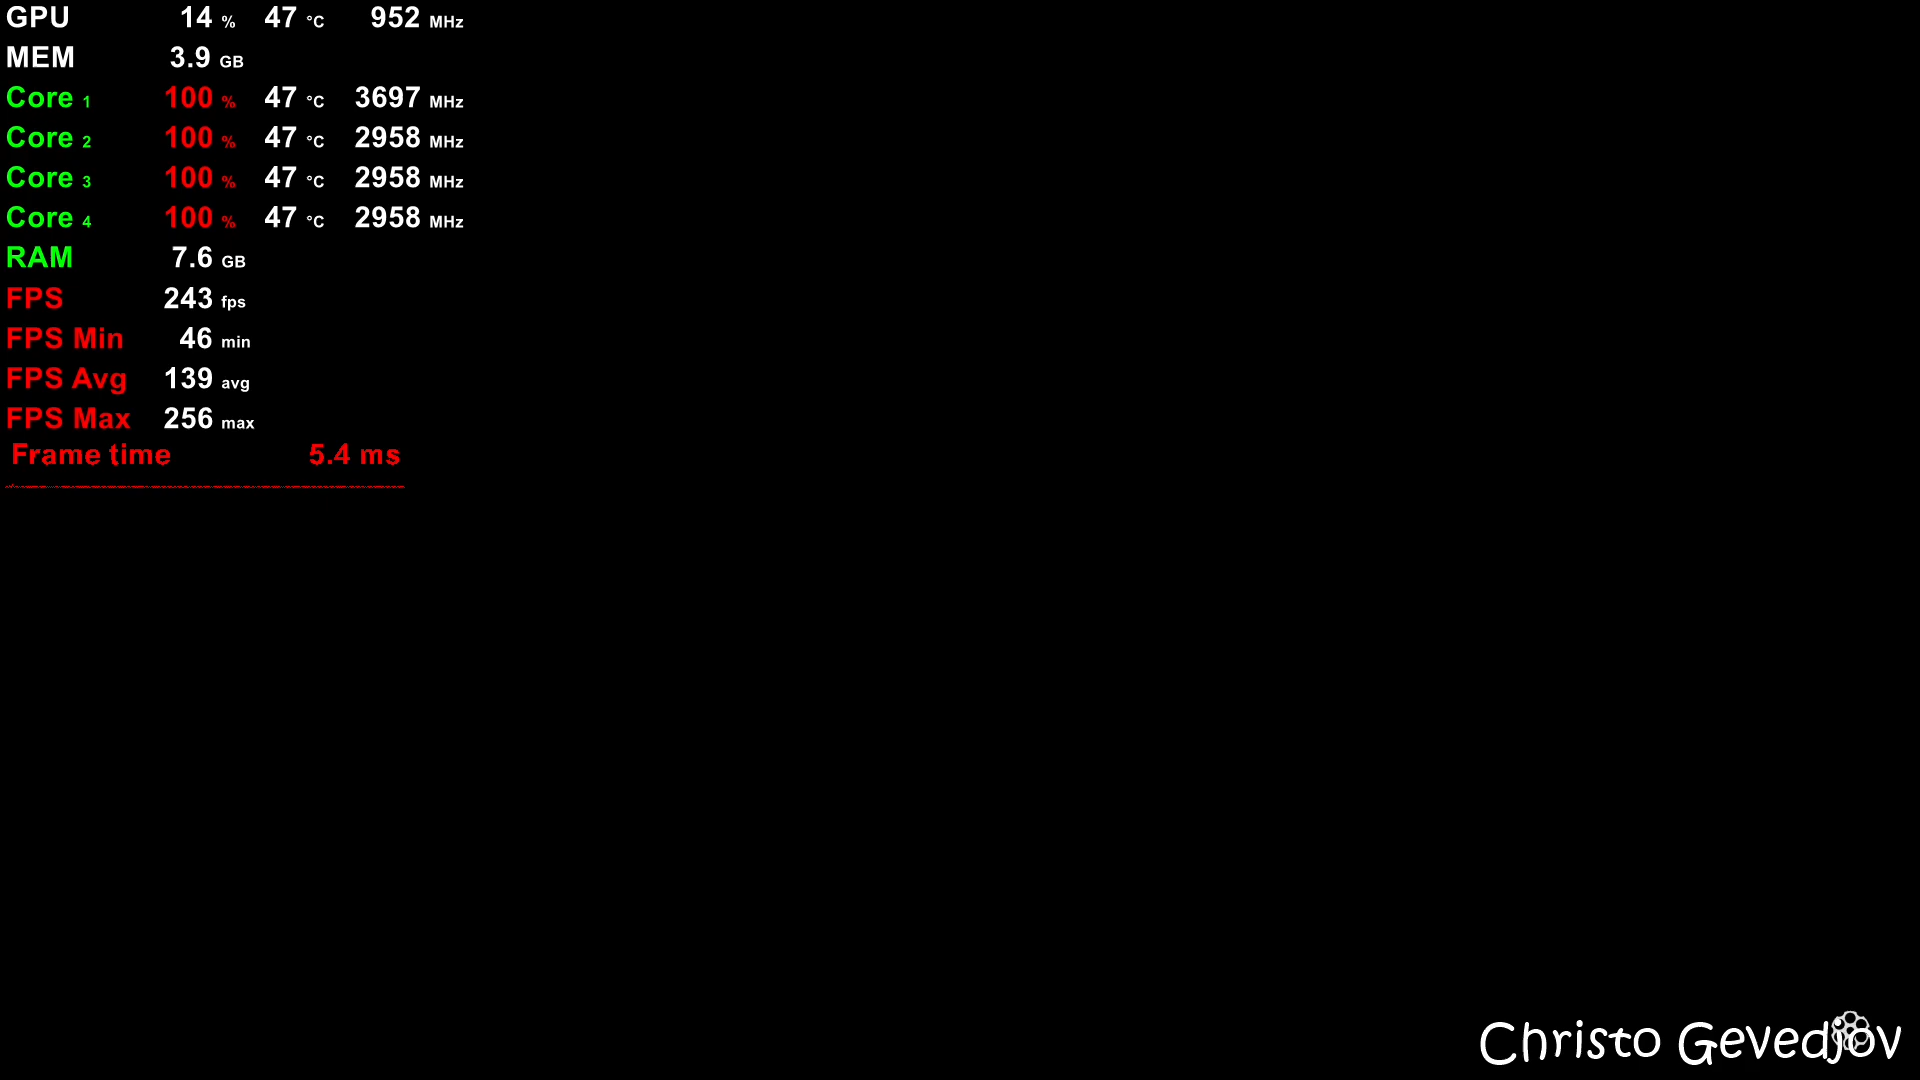 GPU 14 % 47 °C 952 MHz
MEM 3.9 GB
Core 1 100 % 47 °C 3697 MHz
Core 2 100 % 47 °C 2958 MHz
Core 3 100 % 47 °C 2958 MHz
Core 4 100 % 47 °C 2958 MHz
RAM 7.6 GB
FPS 243 fps
FPS Min 46 min
FPS Avg 139 avg
FPS Max 256 max
Frame time 5.4 ms
Christo Gevedjov